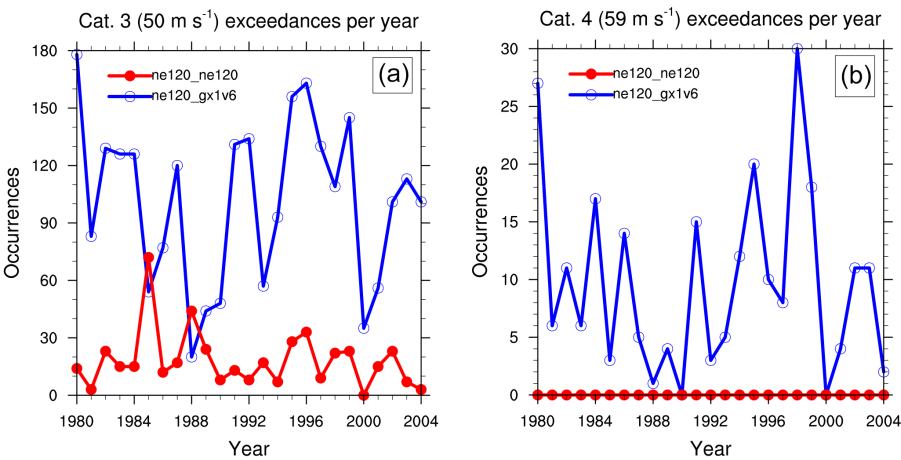 Cat. 3 (50 m s⁻¹) exceedances per year
180
150
120
90
60
30
0
Occurrences
ne120_ne120
ne120_gx1v6
(a)
1980 1984 1988 1992 1996 2000 2004
Year
Cat. 4 (59 m s⁻¹) exceedances per year
30
25
20
15
10
5
0
Occurrences
ne120_ne120
ne120_gx1v6
(b)
1980 1984 1988 1992 1996 2000 2004
Year